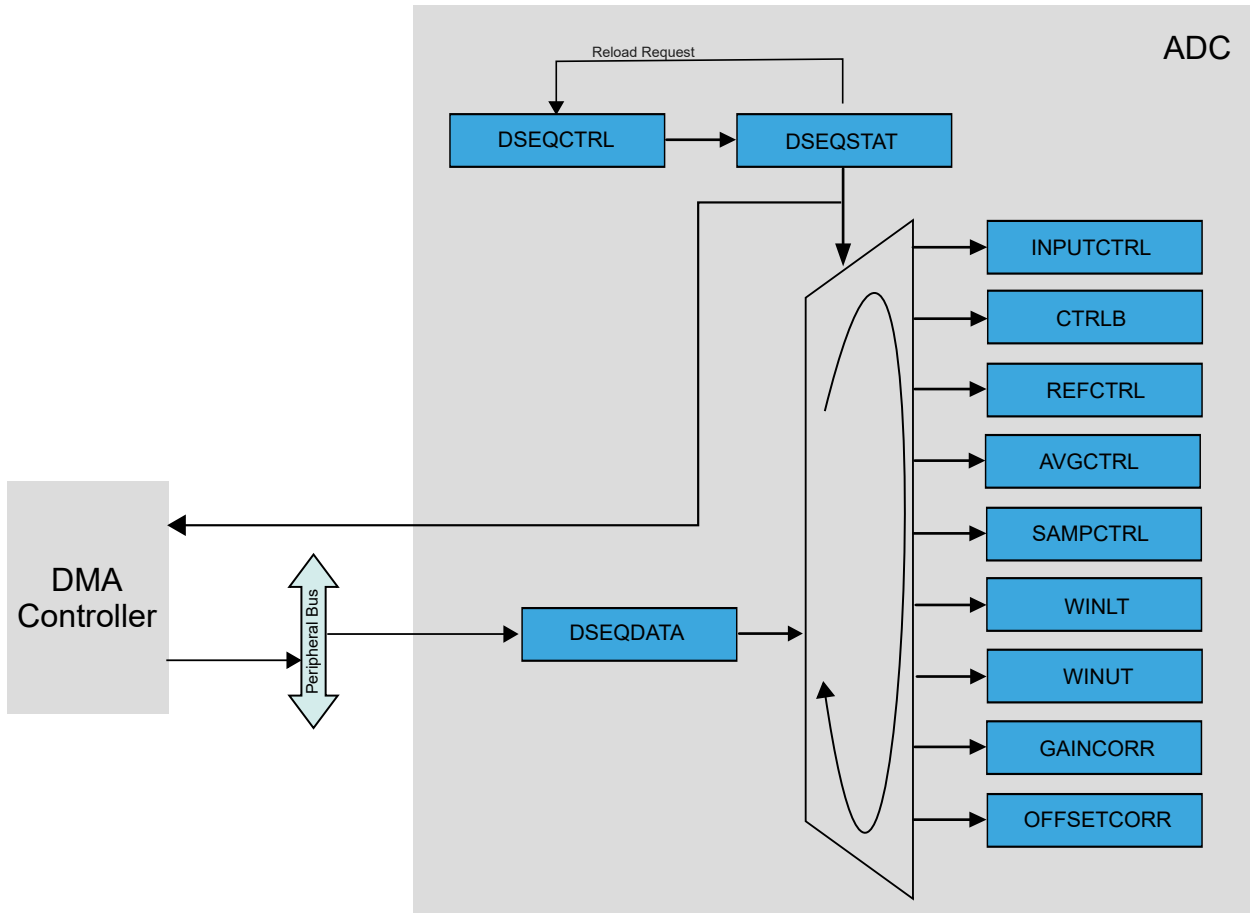 ADC
Reload Request
DSEQCTRL
DSEQSTAT
INPUTCTRL
CTRLB
REFCTRL
AVGCTRL
SAMPCTRL
WINLT
WINUT
GAINCORR
OFFSETCORR
DMA
Controller
Peripheral Bus
DSEQDATA